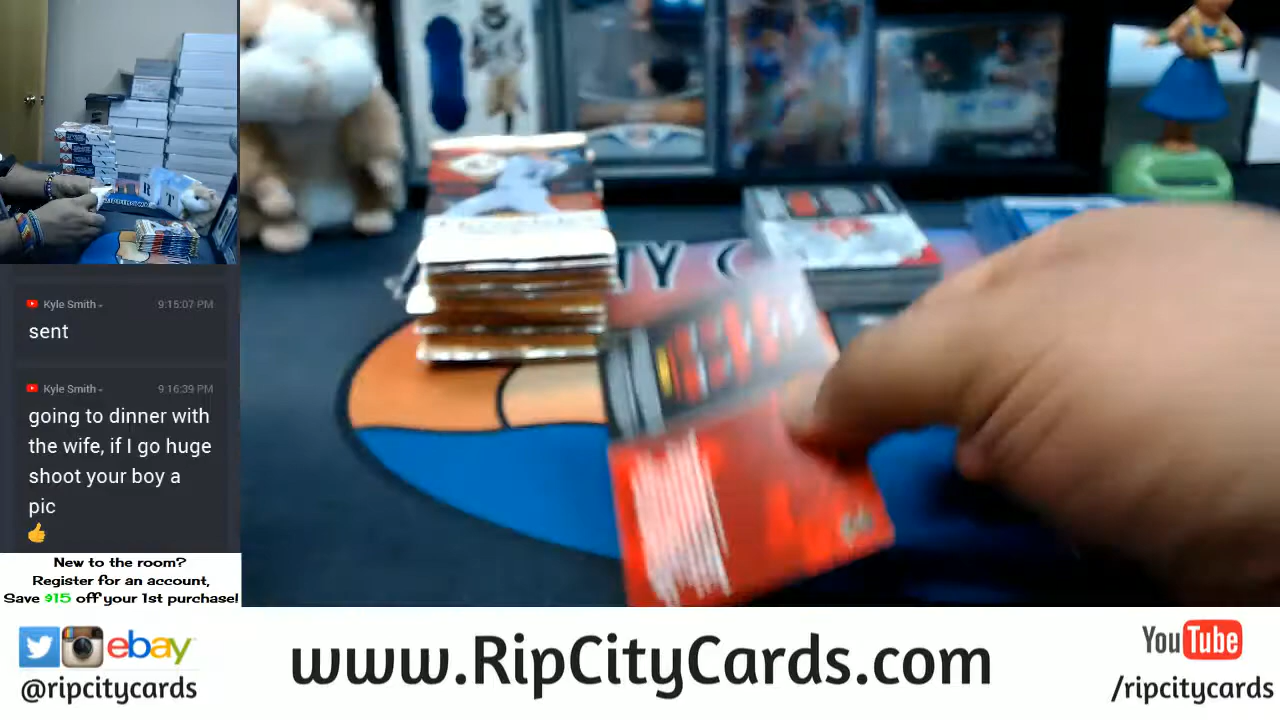 Kyle Smith
9:15:07 PM
sent
Kyle Smith
9:16:39 PM
going to dinner with
the wife, if I go huge
shoot your boy a
pic
New to the room?
Register for an account,
Save $15 off your 1st purchase!
ebay
@ripcitycards
www.RipCityCards.com
YouTube
/ripcitycards